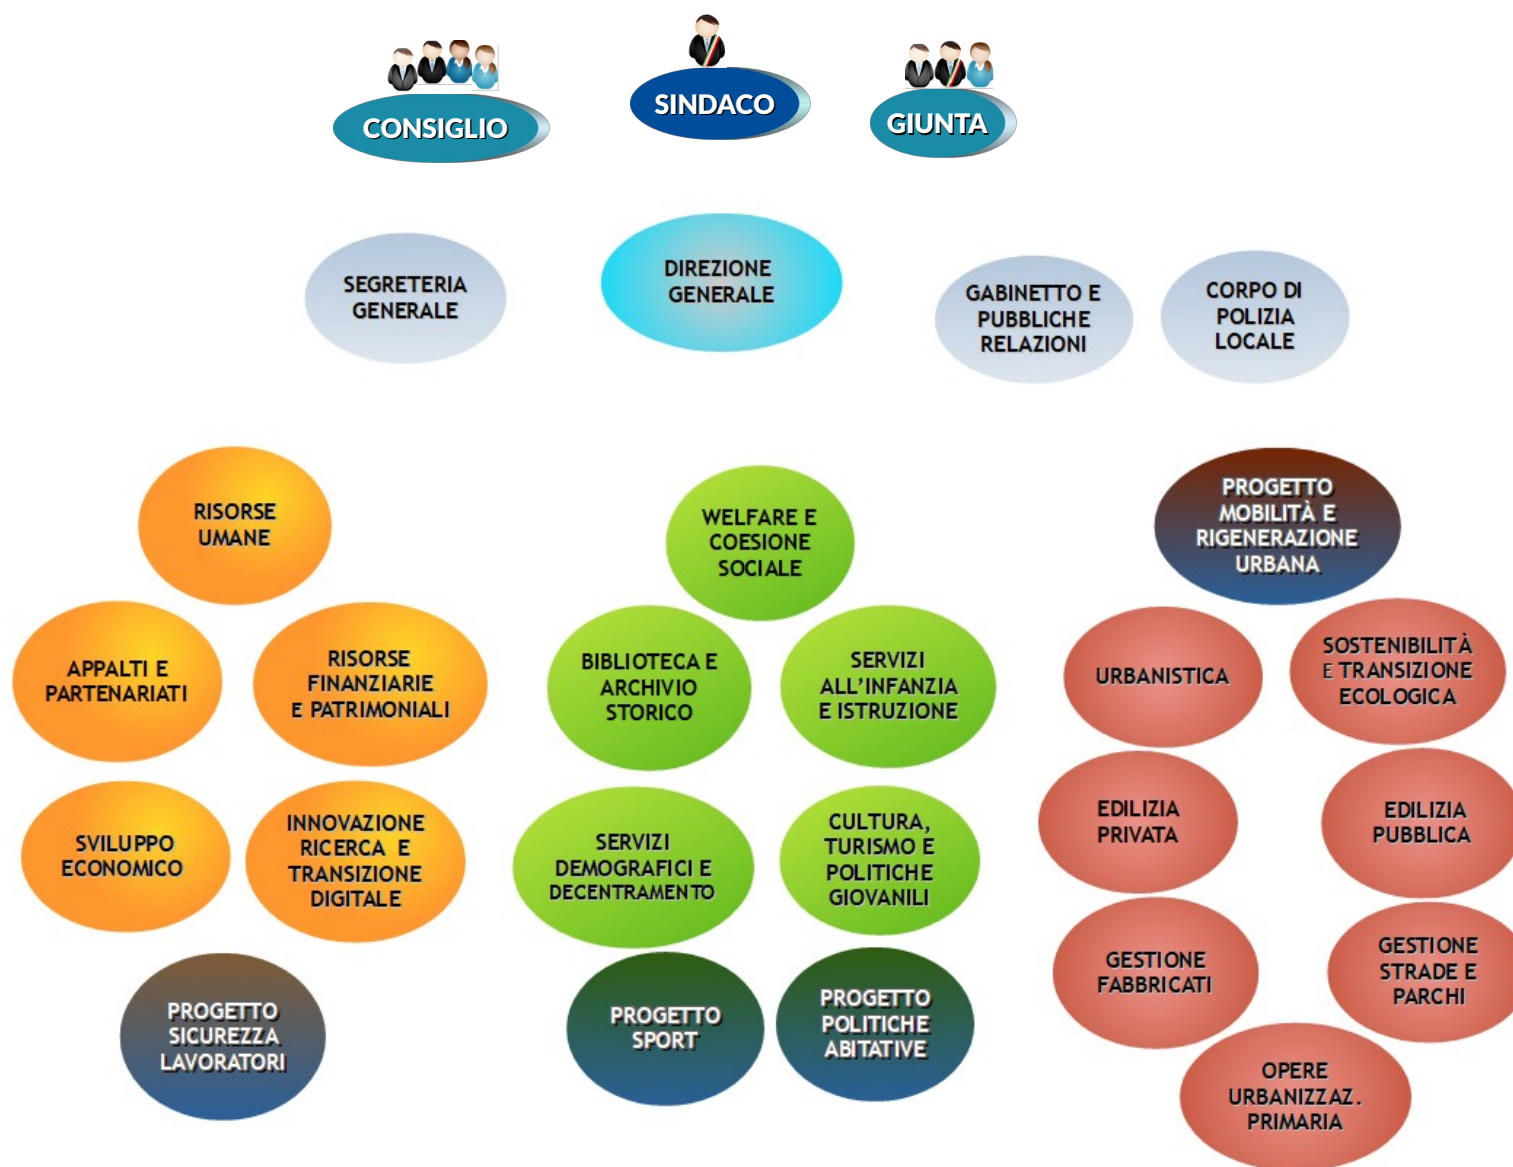 CONSIGLIO
SINDACO
GIUNTA
SEGRETERIA
GENERALE
DIREZIONE
GENERALE
GABINETTO E
PUBBLICHE
RELAZIONI
CORPO DI
POLIZIA
LOCALE
RISORSE
UMANE
APPALTI E
PARTENARIATI
RISORSE
FINANZIARIE
E PATRIMONIALI
SVILUPPO
ECONOMICO
INNOVAZIONE
RICERCA E
TRANSIZIONE
DIGITALE
PROGETTO
SICUREZZA
LAVORATORI
WELFARE E
COESIONE
SOCIALE
BIBLIOTECA E
ARCHIVIO
STORICO
SERVIZI
ALL'INFANZIA
E ISTRUZIONE
SERVIZI
DEMOGRAFICI E
DECENTRAMENTO
CULTURA,
TURISMO E
POLITICHE
GIOVANILI
PROGETTO
SPORT
PROGETTO
POLITICHE
ABITATIVE
PROGETTO
MOBILITÀ E
RIGENERAZIONE
URBANA
URBANISTICA
SOSTENIBILITÀ
E TRANSIZIONE
ECOLOGICA
EDILIZIA
PRIVATA
EDILIZIA
PUBBLICA
GESTIONE
FABBRICATI
GESTIONE
STRADE E
PARCHI
OPERE
URBANIZZAZ.
PRIMARIA